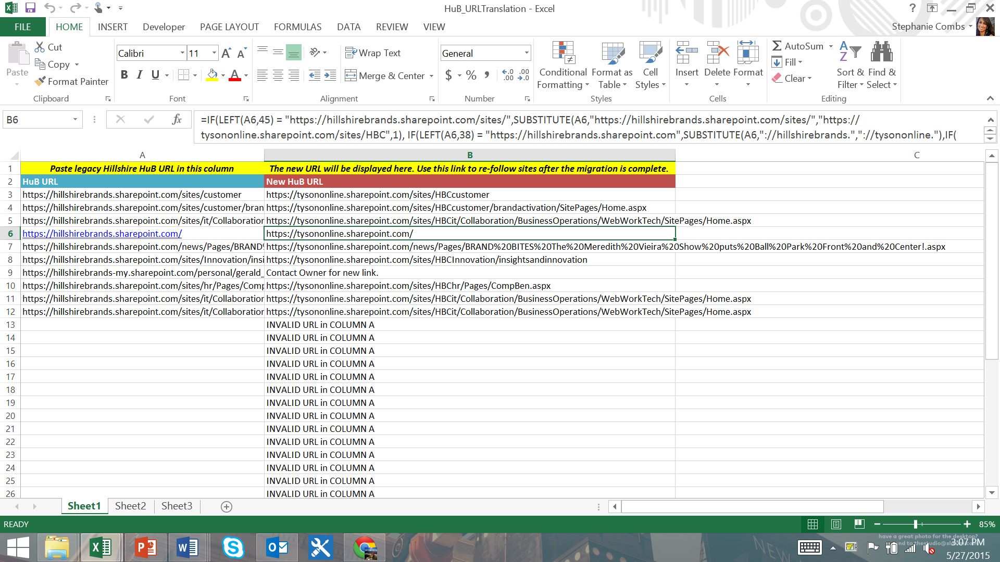 HuB_URLTranslation - Excel
?
FILE
HOME
INSERT
Developer
PAGE LAYOUT
FORMULAS
DATA
REVIEW
VIEW
Stephanie Combs
Paste
Cut
Copy
Format Painter
Clipboard
Calibri
11
A A
B I U A
Font
Wrap Text
Merge & Center
Alignment
General
$ % , .0 .00 .00 .0
Number
Conditional Formatting
Format as Table
Cell Styles
Styles
Insert
Delete
Format
Cells
AutoSum
Fill
Clear
Sort & Filter
Find & Select
Editing
B6
fx
=IF(LEFT(A6,45) = "https://hillshirebrands.sharepoint.com/sites/",SUBSTITUTE(A6,"https://hillshirebrands.sharepoint.com/sites/","https://
tysononline.sharepoint.com/sites/HBC",1), IF(LEFT(A6,38) = "https://hillshirebrands.sharepoint.com",SUBSTITUTE(A6,"://hillshirebrands.","://tysononline."),IF(
A B C
1 Paste legacy Hillshire HuB URL in this column The new URL will be displayed here. Use this link to re-follow sites after the migration is complete.
2 HuB URL New HuB URL
3 https://hillshirebrands.sharepoint.com/sites/customer https://tysononline.sharepoint.com/sites/HBCcustomer
4 https://hillshirebrands.sharepoint.com/sites/customer/bran https://tysononline.sharepoint.com/sites/HBCcustomer/brandactivation/SitePages/Home.aspx
5 https://hillshirebrands.sharepoint.com/sites/it/Collaboration https://tysononline.sharepoint.com/sites/HBCit/Collaboration/BusinessOperations/WebWorkTech/SitePages/Home.aspx
6 https://hillshirebrands.sharepoint.com/ https://tysononline.sharepoint.com/
7 https://hillshirebrands.sharepoint.com/news/Pages/BRAND% https://tysononline.sharepoint.com/news/Pages/BRAND%20BITES%20The%20Meredith%20Vieira%20Show%20puts%20Ball%20Park%20Front%20and%20Center!.aspx
8 https://hillshirebrands.sharepoint.com/sites/Innovation/insi https://tysononline.sharepoint.com/sites/HBCInnovation/insightsandinnovation
9 https://hillshirebrands-my.sharepoint.com/personal/gerald_ Contact Owner for new link.
10 https://hillshirebrands.sharepoint.com/sites/hr/Pages/Comp https://tysononline.sharepoint.com/sites/HBChr/Pages/CompBen.aspx
11 https://hillshirebrands.sharepoint.com/sites/it/Collaboration https://tysononline.sharepoint.com/sites/HBCit/Collaboration/BusinessOperations/WebWorkTech/SitePages/Home.aspx
12 https://hillshirebrands.sharepoint.com/sites/it/Collaboration https://tysononline.sharepoint.com/sites/HBCit/Collaboration/BusinessOperations/WebWorkTech/SitePages/Home.aspx
13 INVALID URL in COLUMN A
14 INVALID URL in COLUMN A
15 INVALID URL in COLUMN A
16 INVALID URL in COLUMN A
17 INVALID URL in COLUMN A
18 INVALID URL in COLUMN A
19 INVALID URL in COLUMN A
20 INVALID URL in COLUMN A
21 INVALID URL in COLUMN A
22 INVALID URL in COLUMN A
23 INVALID URL in COLUMN A
24 INVALID URL in COLUMN A
25 INVALID URL in COLUMN A
26 INVALID URL in COLUMN A
Sheet1 Sheet2 Sheet3
READY
85%
have a great photo for the desktop?
3:07 PM
5/27/2015
NEW